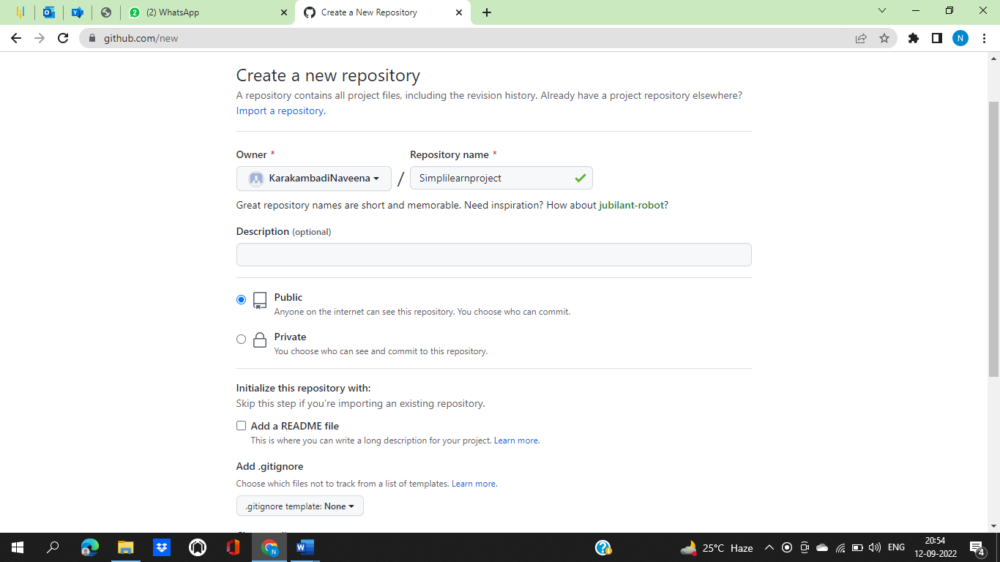 (2) WhatsApp
Create a New Repository
github.com/new
N
Create a new repository
A repository contains all project files, including the revision history. Already have a project repository elsewhere?
Import a repository.
Owner *
Repository name *
KarakambadiNaveena
/
Simplilearnproject
Great repository names are short and memorable. Need inspiration? How about jubilant-robot?
Description (optional)
Public
Anyone on the internet can see this repository. You choose who can commit.
Private
You choose who can see and commit to this repository.
Initialize this repository with:
Skip this step if you're importing an existing repository.
Add a README file
This is where you can write a long description for your project. Learn more.
Add .gitignore
Choose which files not to track from a list of templates. Learn more.
.gitignore template: None
25°C Haze
ENG
20:54
12-09-2022
4